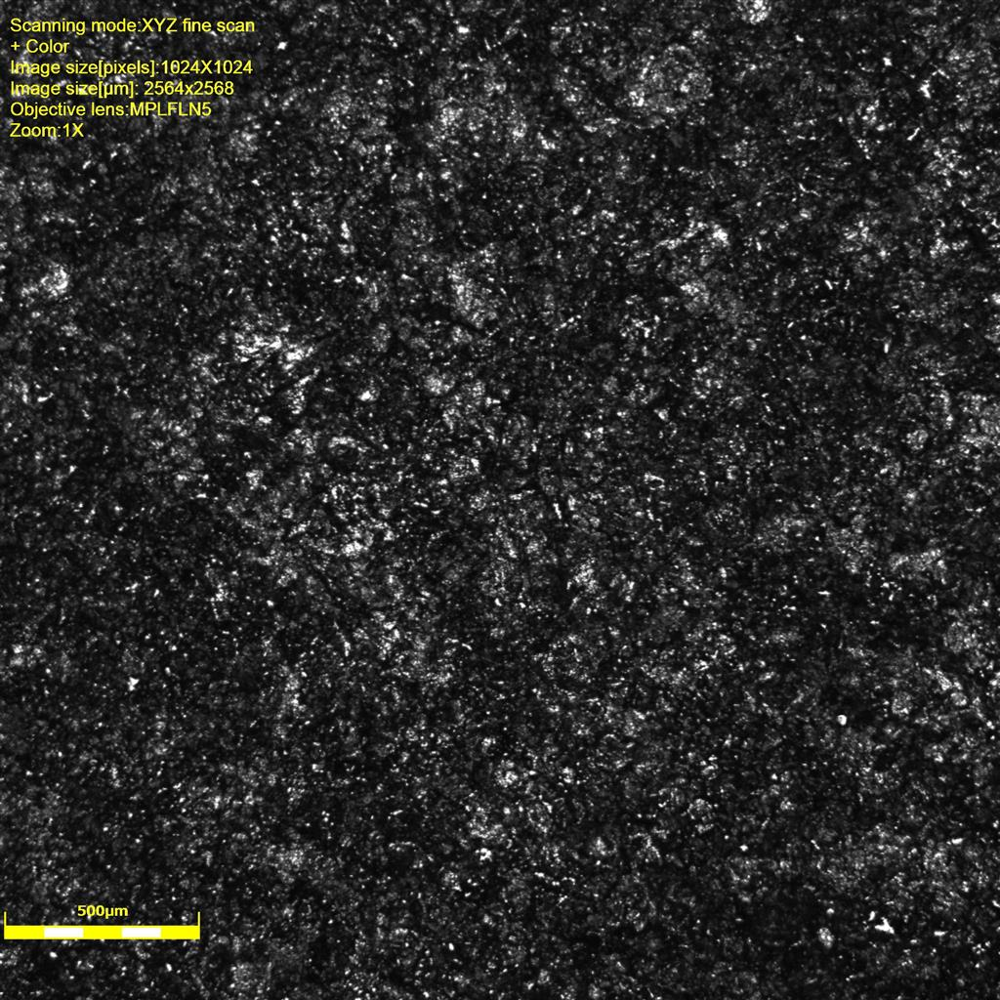 Scanning mode:XYZ fine scan
+ Color
Image size[pixels]:1024X1024
Image size[µm]: 2564x2568
Objective lens:MPLFLN5
Zoom:1X
500µm